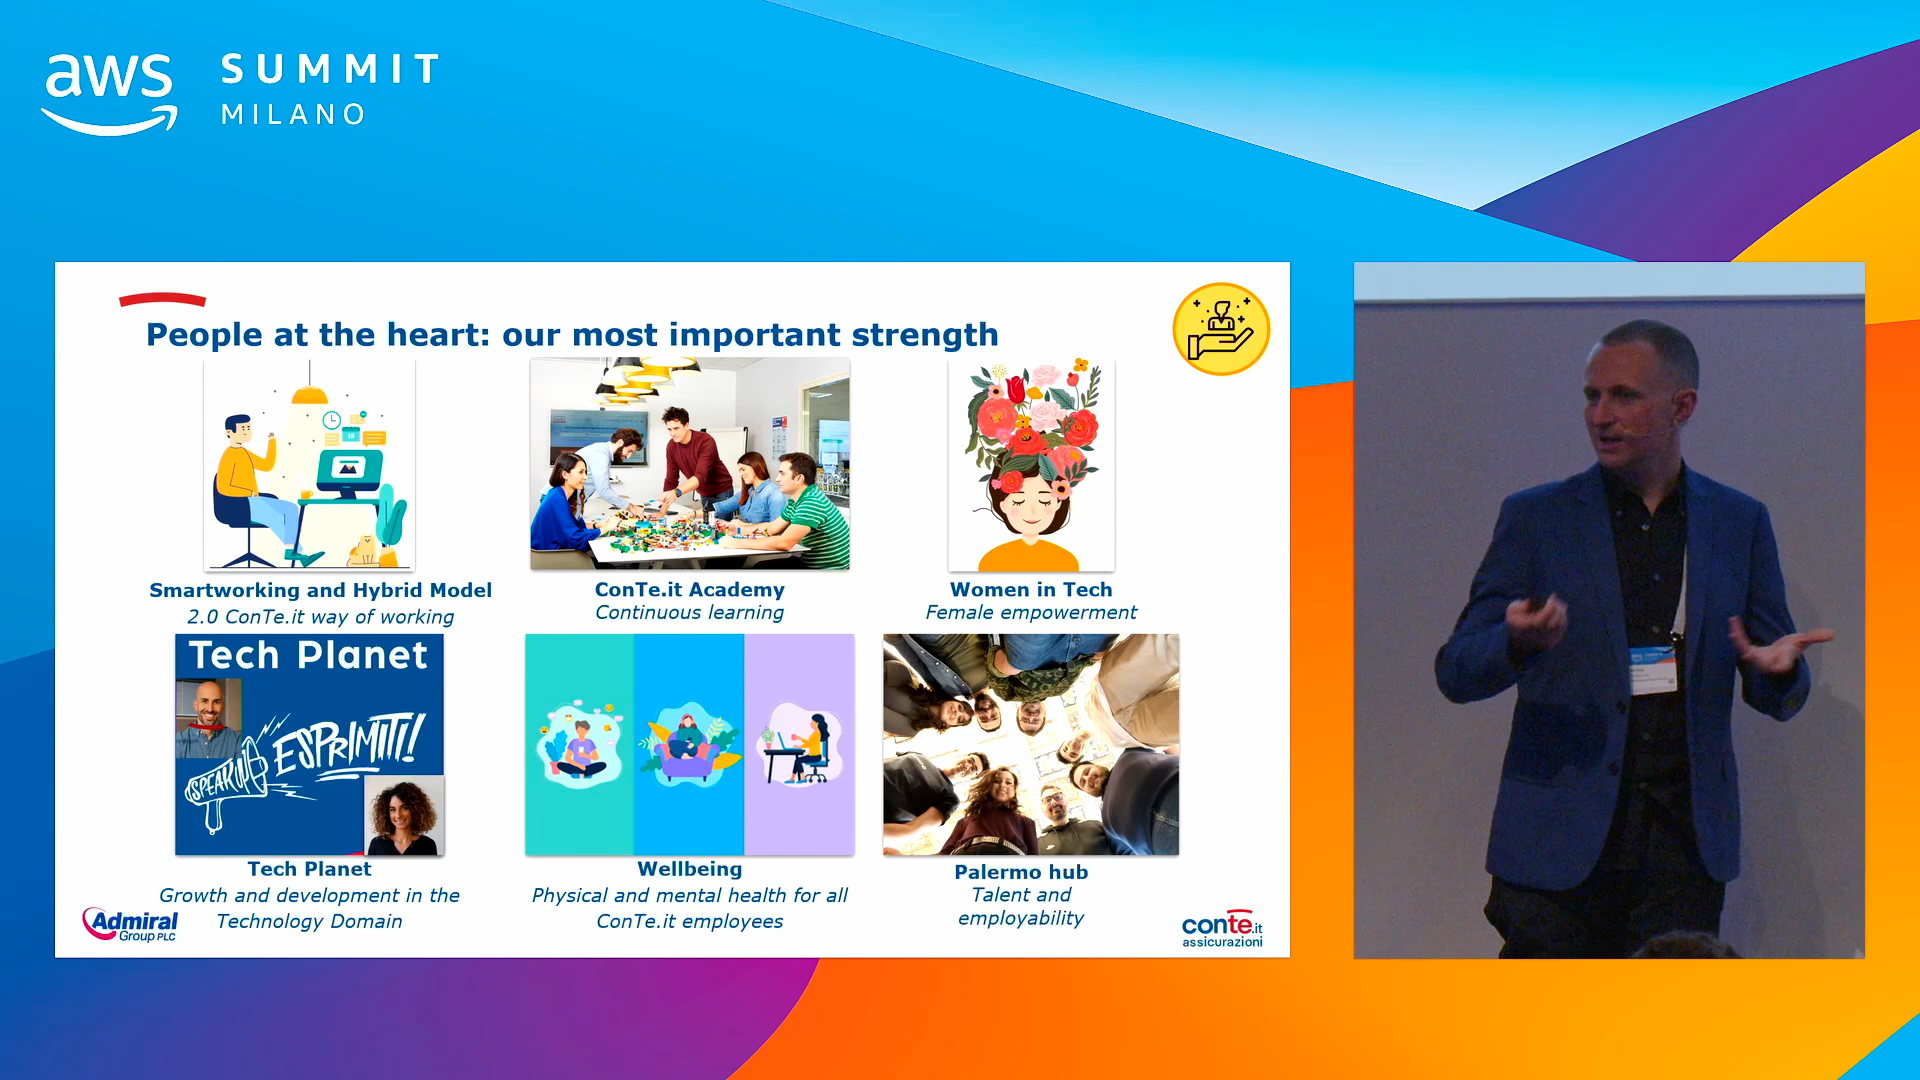 aws
SUMMIT
MILANO
People at the heart: our most important strength
Smartworking and Hybrid Model
2.0 ConTe.it way of working
ConTe.it Academy
Continuous learning
Women in Tech
Female empowerment
Tech Planet
SPEAK UP
ESPRIMITI!
Tech Planet
Growth and development in the
Technology Domain
Wellbeing
Physical and mental health for all
ConTe.it employees
Palermo hub
Talent and
employability
Admiral
Group PLC
conte.it
assicurazioni